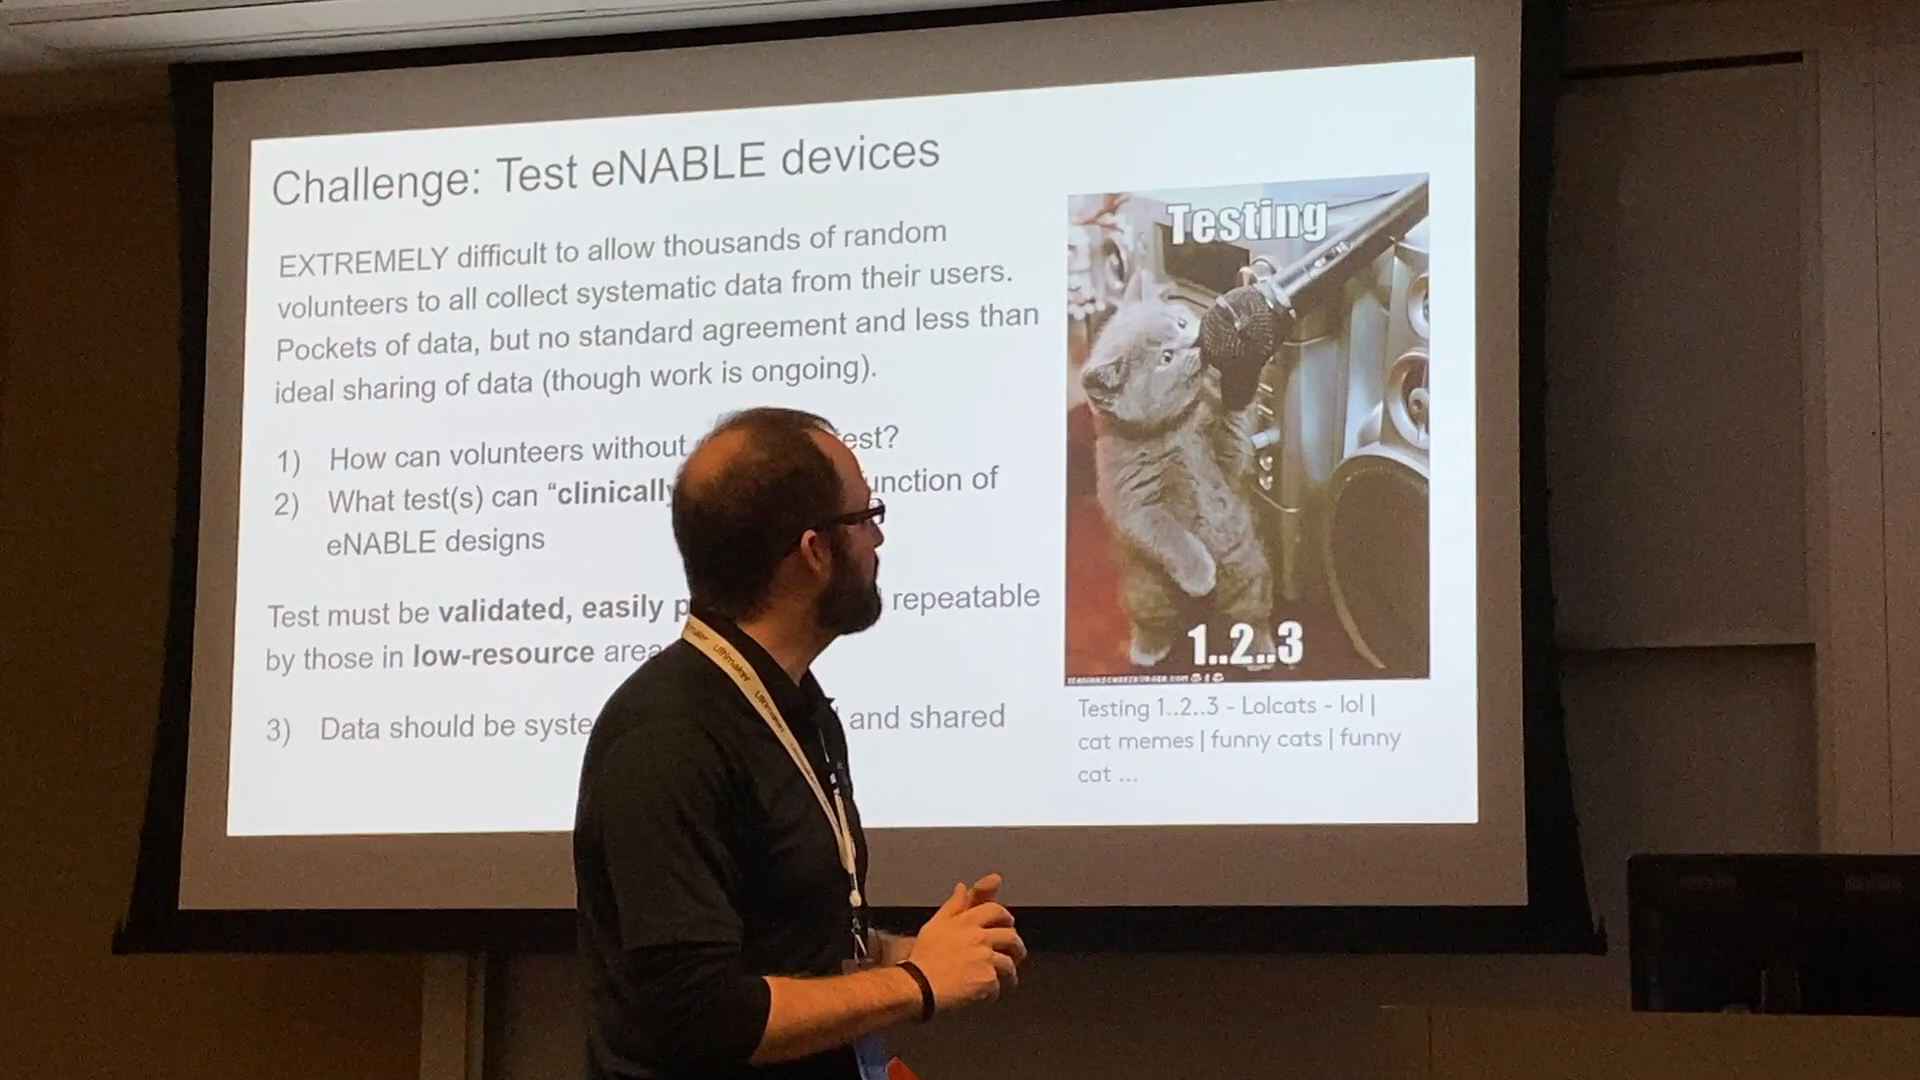 Challenge: Test eNABLE devices
EXTREMELY difficult to allow thousands of random
volunteers to all collect systematic data from their users.
Pockets of data, but no standard agreement and less than
ideal sharing of data (though work is ongoing).
1) How can volunteers without est?
2) What test(s) can "clinically unction of
eNABLE designs
Test must be validated, easily p repeatable
by those in low-resource area
3) Data should be syste and shared
Testing
1..2..3
Testing 1..2..3 - Lolcats - lol |
cat memes | funny cats | funny
cat ...
Ultimaker
Ultimaker